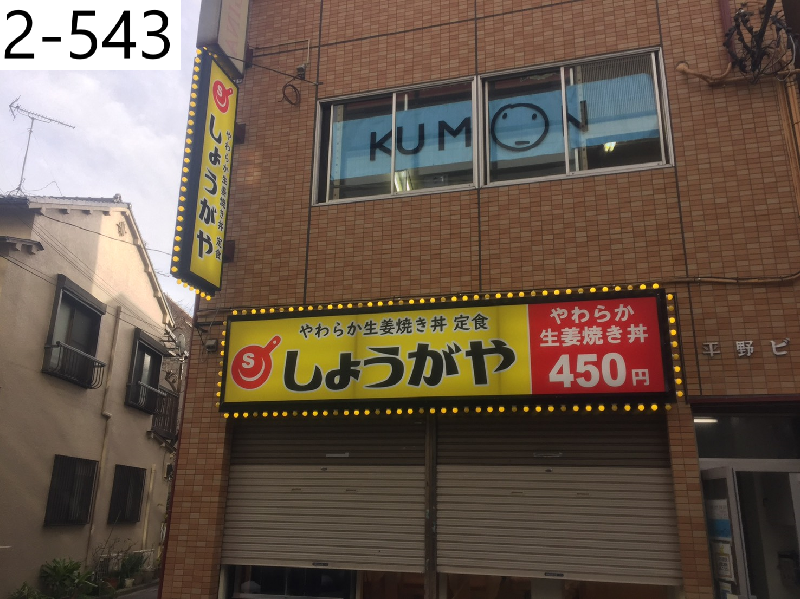 2-543
S
やわらか生姜焼き丼 定食
しょうがや
KUMON
やわらか生姜焼き丼 定食
S
しょうがや
やわらか
生姜焼き丼
450円
平野ビ